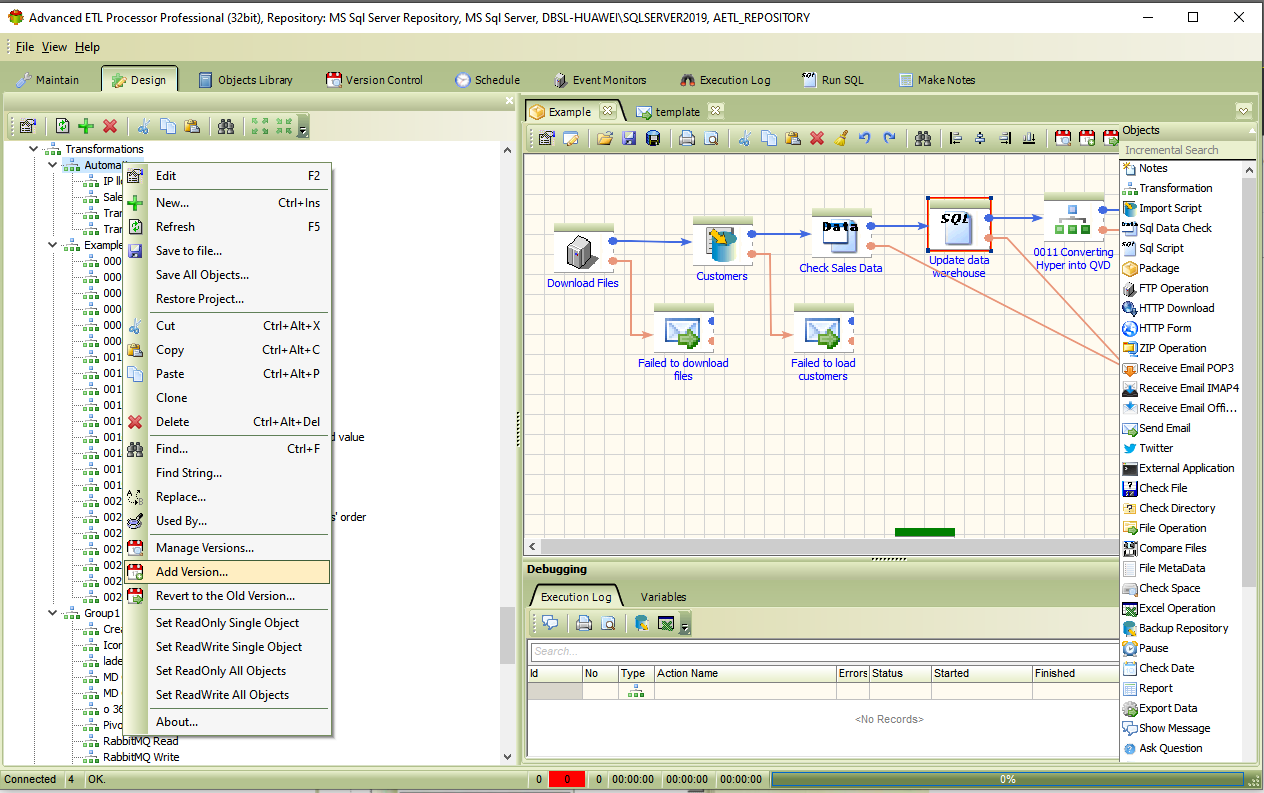 Advanced ETL Processor Professional (32bit), Repository: MS Sql Server Repository, MS Sql Server, DBSL-HUAWEI\SQLSERVER2019, AETL_REPOSITORY
File View Help
Maintain Design Objects Library Version Control Schedule Event Monitors Execution Log Run SQL Make Notes
Transformations
Automa
IP
Sale
Tran
Tran
Example
000
000
000
000
000
000
001
001
001
001
001
001
001
001
001
002
002
002
002
002
002
002
d value
s' order
Group1
Crea
Icon
lade
MD
MD
o 36
Pivo
RabbitMQ Read
RabbitMQ Write
Edit F2
New... Ctrl+Ins
Refresh F5
Save to file...
Save All Objects...
Restore Project...
Cut Ctrl+Alt+X
Copy Ctrl+Alt+C
Paste Ctrl+Alt+P
Clone
Delete Ctrl+Alt+Del
Find... Ctrl+F
Find String...
Replace...
Used By...
Manage Versions...
Add Version...
Revert to the Old Version...
Set ReadOnly Single Object
Set ReadWrite Single Object
Set ReadOnly All Objects
Set ReadWrite All Objects
About...
Example template
Download Files
Customers
Data
Check Sales Data
SQL
Update data
warehouse
0011 Converting
Hyper into QVD
Failed to download
files
Failed to load
customers
Objects
Incremental Search
Notes
Transformation
Import Script
Sql Data Check
Sql Script
Package
FTP Operation
HTTP Download
HTTP Form
ZIP Operation
Receive Email POP3
Receive Email IMAP4
Receive Email Offi...
Send Email
Twitter
External Application
Check File
Check Directory
File Operation
Compare Files
File MetaData
Check Space
Excel Operation
Backup Repository
Pause
Check Date
Report
Export Data
Show Message
Ask Question
Debugging
Execution Log Variables
Search...
Id No Type Action Name Errors Status Started Finished
<No Records>
Connected 4 OK. 0 0 0 00:00:00 00:00:00 00:00:00 0%